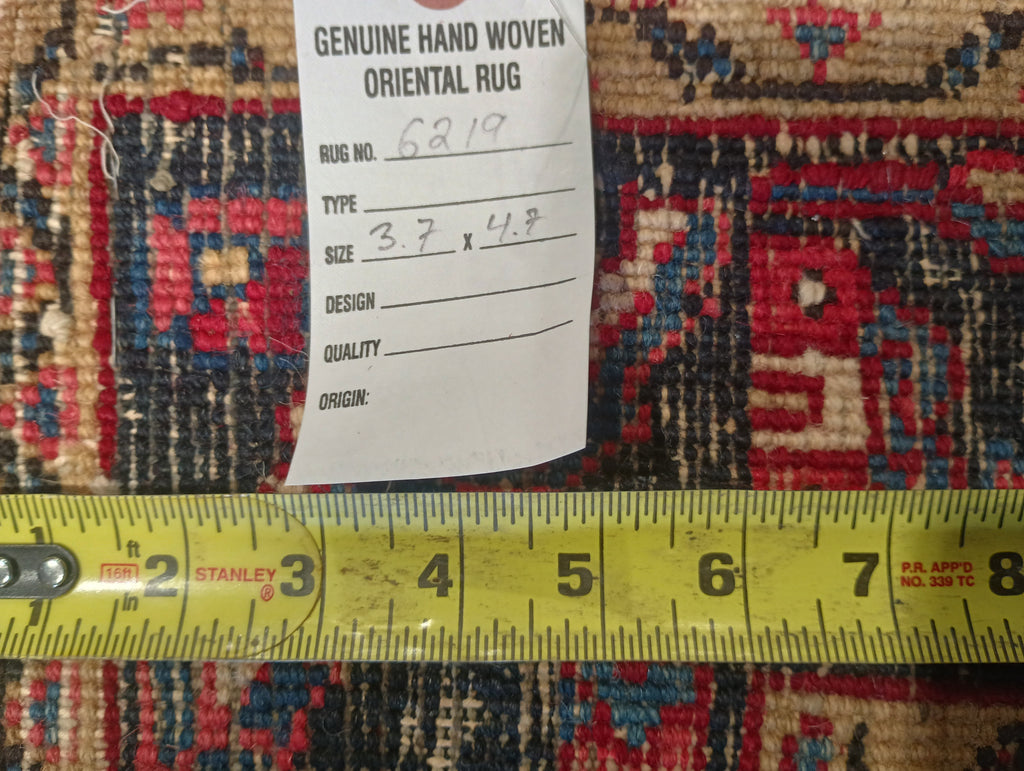 GENUINE HAND WOVEN
ORIENTAL RUG
RUG NO. 6219
TYPE
SIZE 3.7 x 4.7
DESIGN
QUALITY
ORIGIN:
1 ft 2 STANLEY 3 4 5 6 7 P.R. APP'D 8
16ft ® NO. 339 TC
1 in